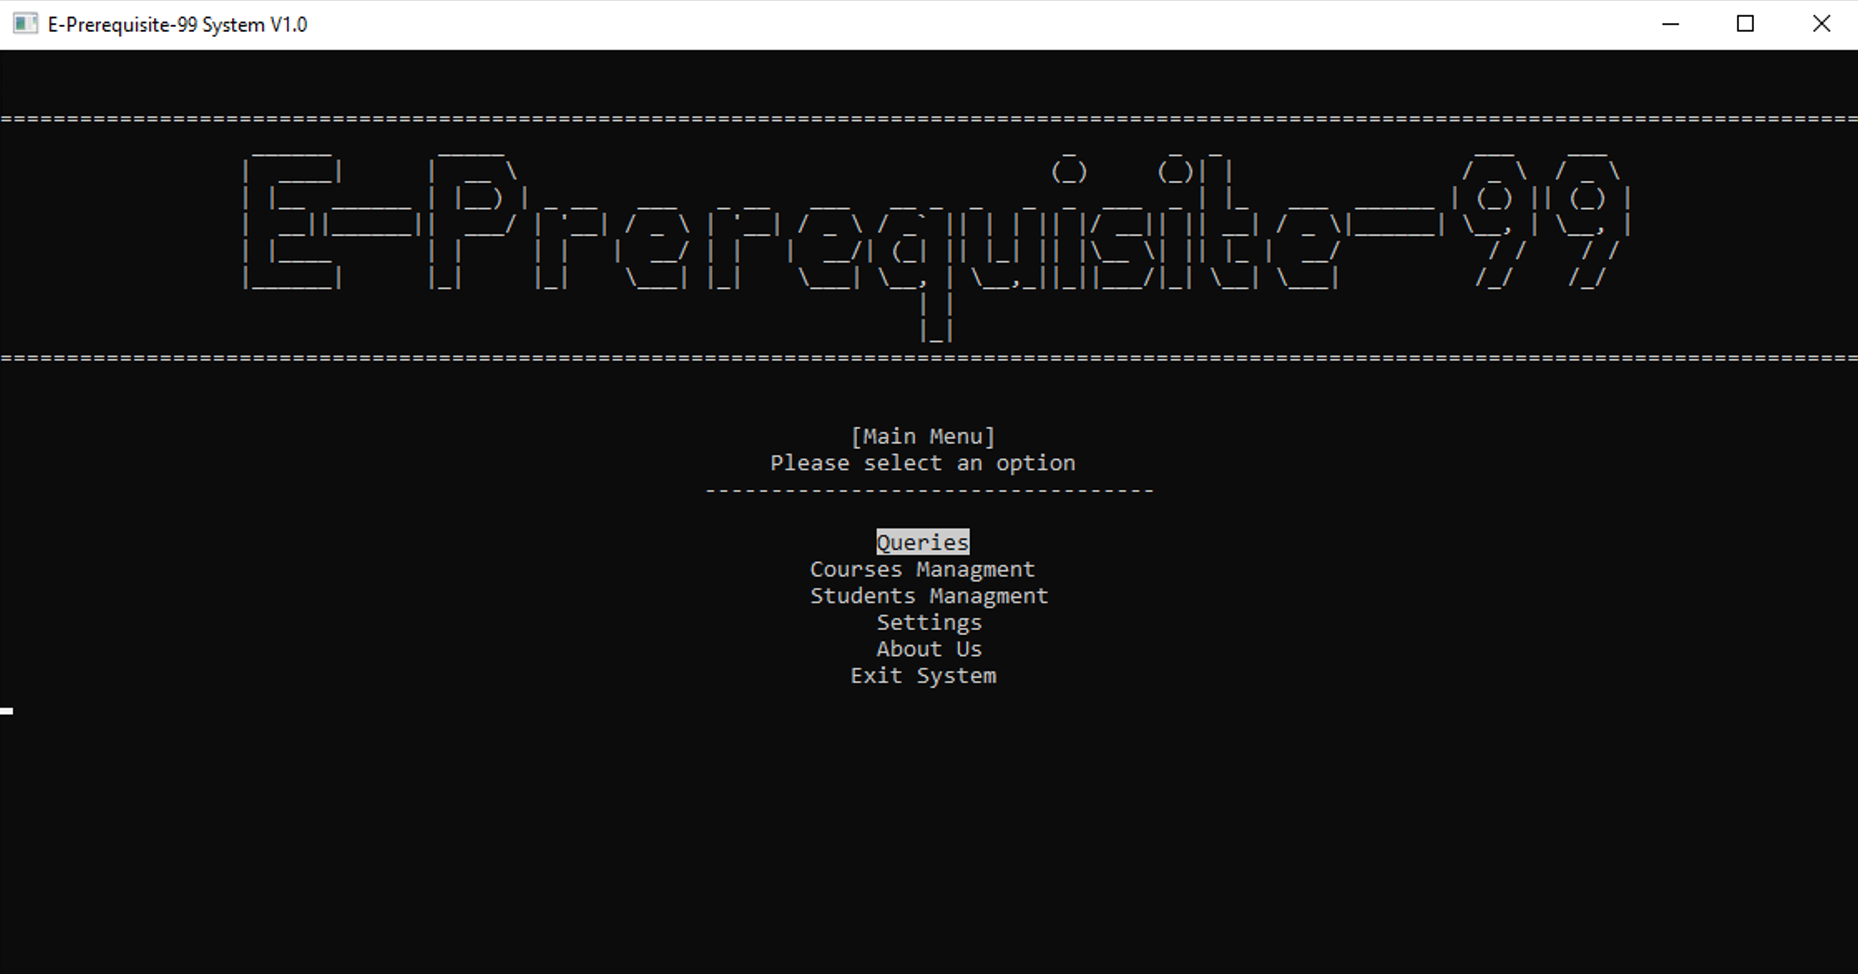 E-Prerequisite-99 System V1.0
E-Prerequisite-99
[Main Menu]
Please select an option
----------------------------------
Queries
Courses Managment
Students Managment
Settings
About Us
Exit System